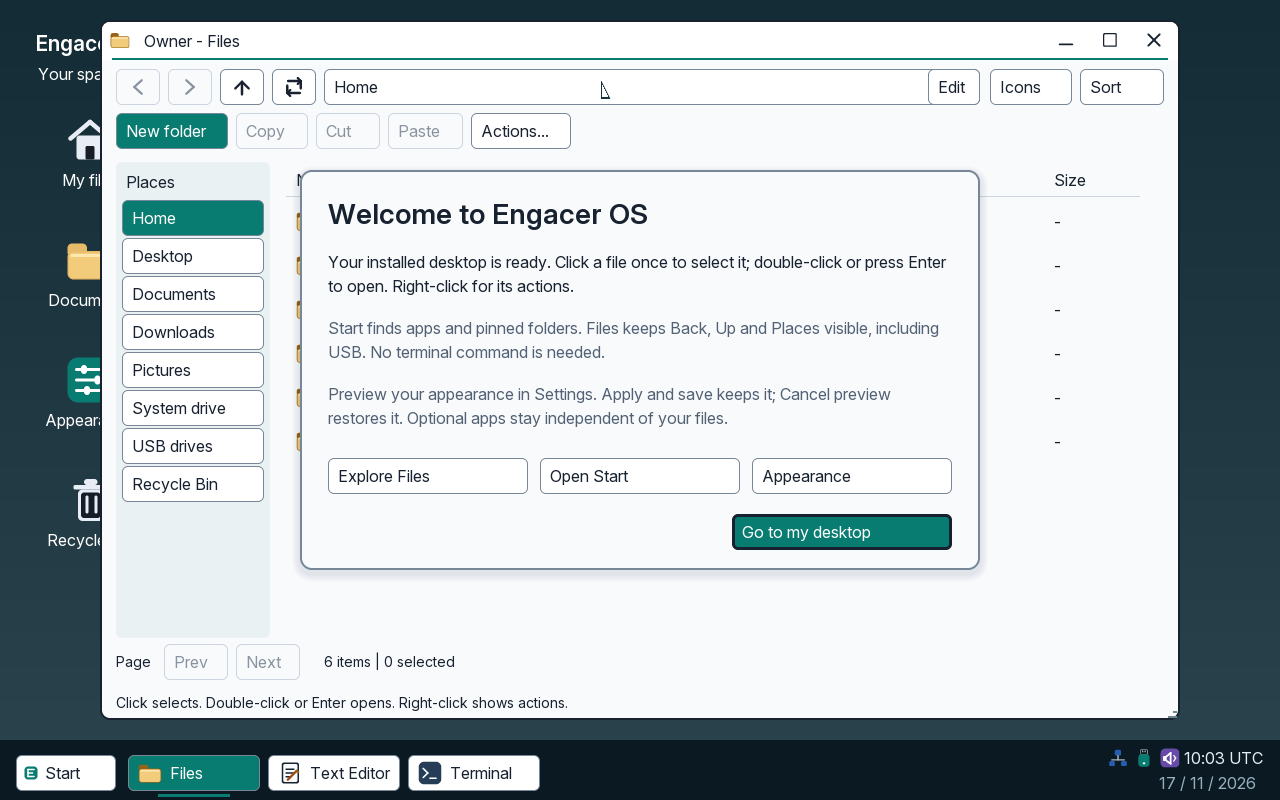 Owner - Files
Home
Edit
Icons
Sort
New folder
Copy
Cut
Paste
Actions...
Your
My
Places
Home
Desktop
Documents
Downloads
Pictures
System drive
USB drives
Recycle Bin
Size
-
-
-
-
-
-
Welcome to Engacer OS
Your installed desktop is ready. Click a file once to select it; double-click or press Enter
to open. Right-click for its actions.
Start finds apps and pinned folders. Files keeps Back, Up and Places visible, including
USB. No terminal command is needed.
Preview your appearance in Settings. Apply and save keeps it; Cancel preview
restores it. Optional apps stay independent of your files.
Explore Files
Open Start
Appearance
Go to my desktop
Page
Prev
Next
6 items | 0 selected
Click selects. Double-click or Enter opens. Right-click shows actions.
E Start
Files
Text Editor
Terminal
10:03 UTC
17 / 11 / 2026